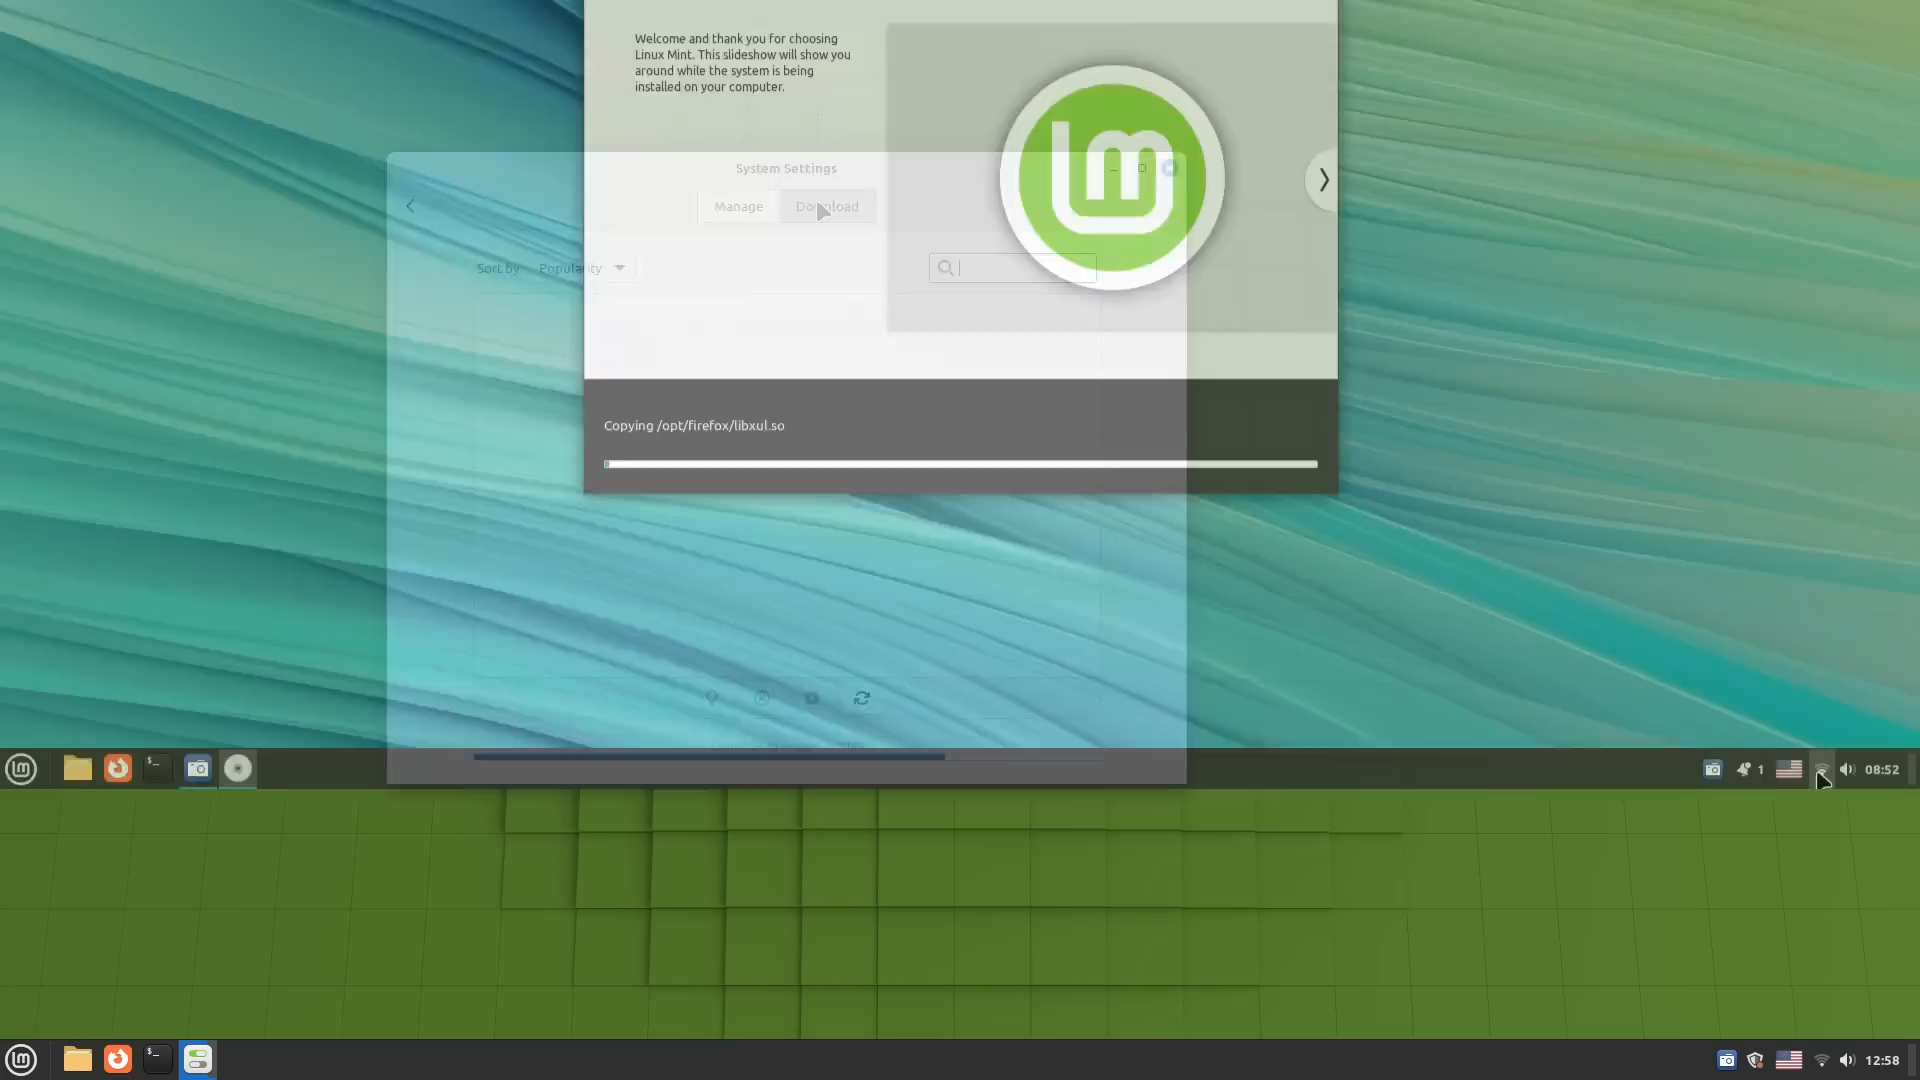 Welcome and thank you for choosing
Linux Mint. This slideshow will show you
around while the system is being
installed on your computer.
System Settings
Manage
Download
Sort by
Popularity
Copying /opt/firefox/libxul.so
1
08:52
12:58